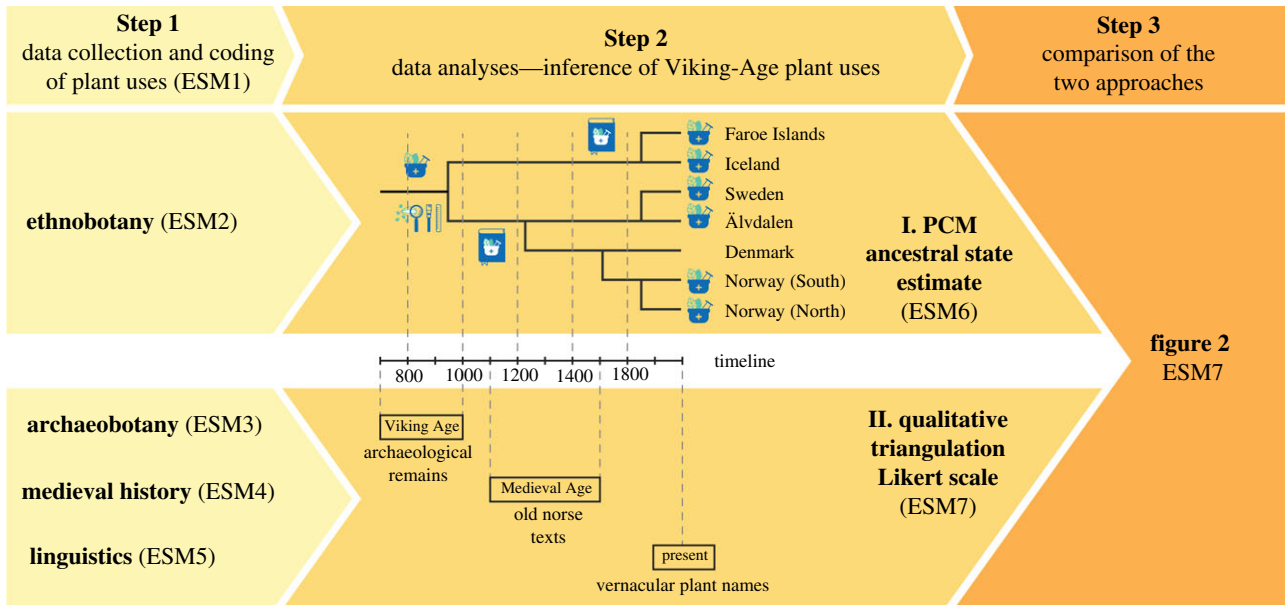 Step 1
data collection and coding
of plant uses (ESM1)
Step 2
data analyses—inference of Viking-Age plant uses
Step 3
comparison of the
two approaches
ethnobotany (ESM2)
Faroe Islands
Iceland
Sweden
Älvdalen
Denmark
Norway (South)
Norway (North)
I. PCM
ancestral state
estimate
(ESM6)
800 1000 1200 1400 1800
timeline
figure 2
ESM7
archaeobotany (ESM3)
medieval history (ESM4)
linguistics (ESM5)
Viking Age
archaeological
remains
Medieval Age
old norse
texts
present
vernacular plant names
II. qualitative
triangulation
Likert scale
(ESM7)